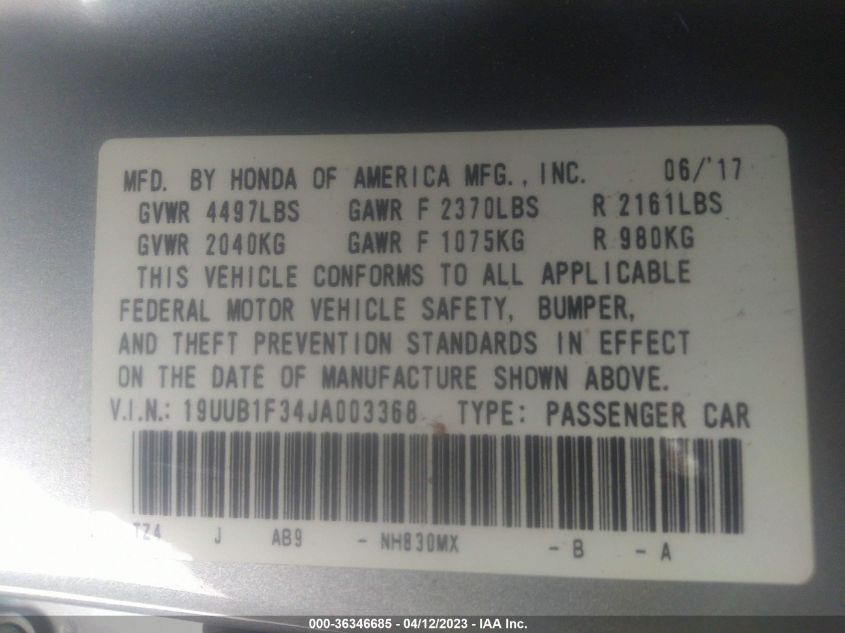 MFD. BY HONDA OF AMERICA MFG., INC. 06/'17
GVWR 4497LBS GAWR F 2370LBS R 2161LBS
GVWR 2040KG GAWR F 1075KG R 980KG
THIS VEHICLE CONFORMS TO ALL APPLICABLE
FEDERAL MOTOR VEHICLE SAFETY, BUMPER,
AND THEFT PREVENTION STANDARDS IN EFFECT
ON THE DATE OF MANUFACTURE SHOWN ABOVE.
V.I.N.: 19UUB1F34JA003368 TYPE: PASSENGER CAR
TZ4 J AB9 - NH830MX - B - A
000-36346685 - 04/12/2023 - IAA Inc.